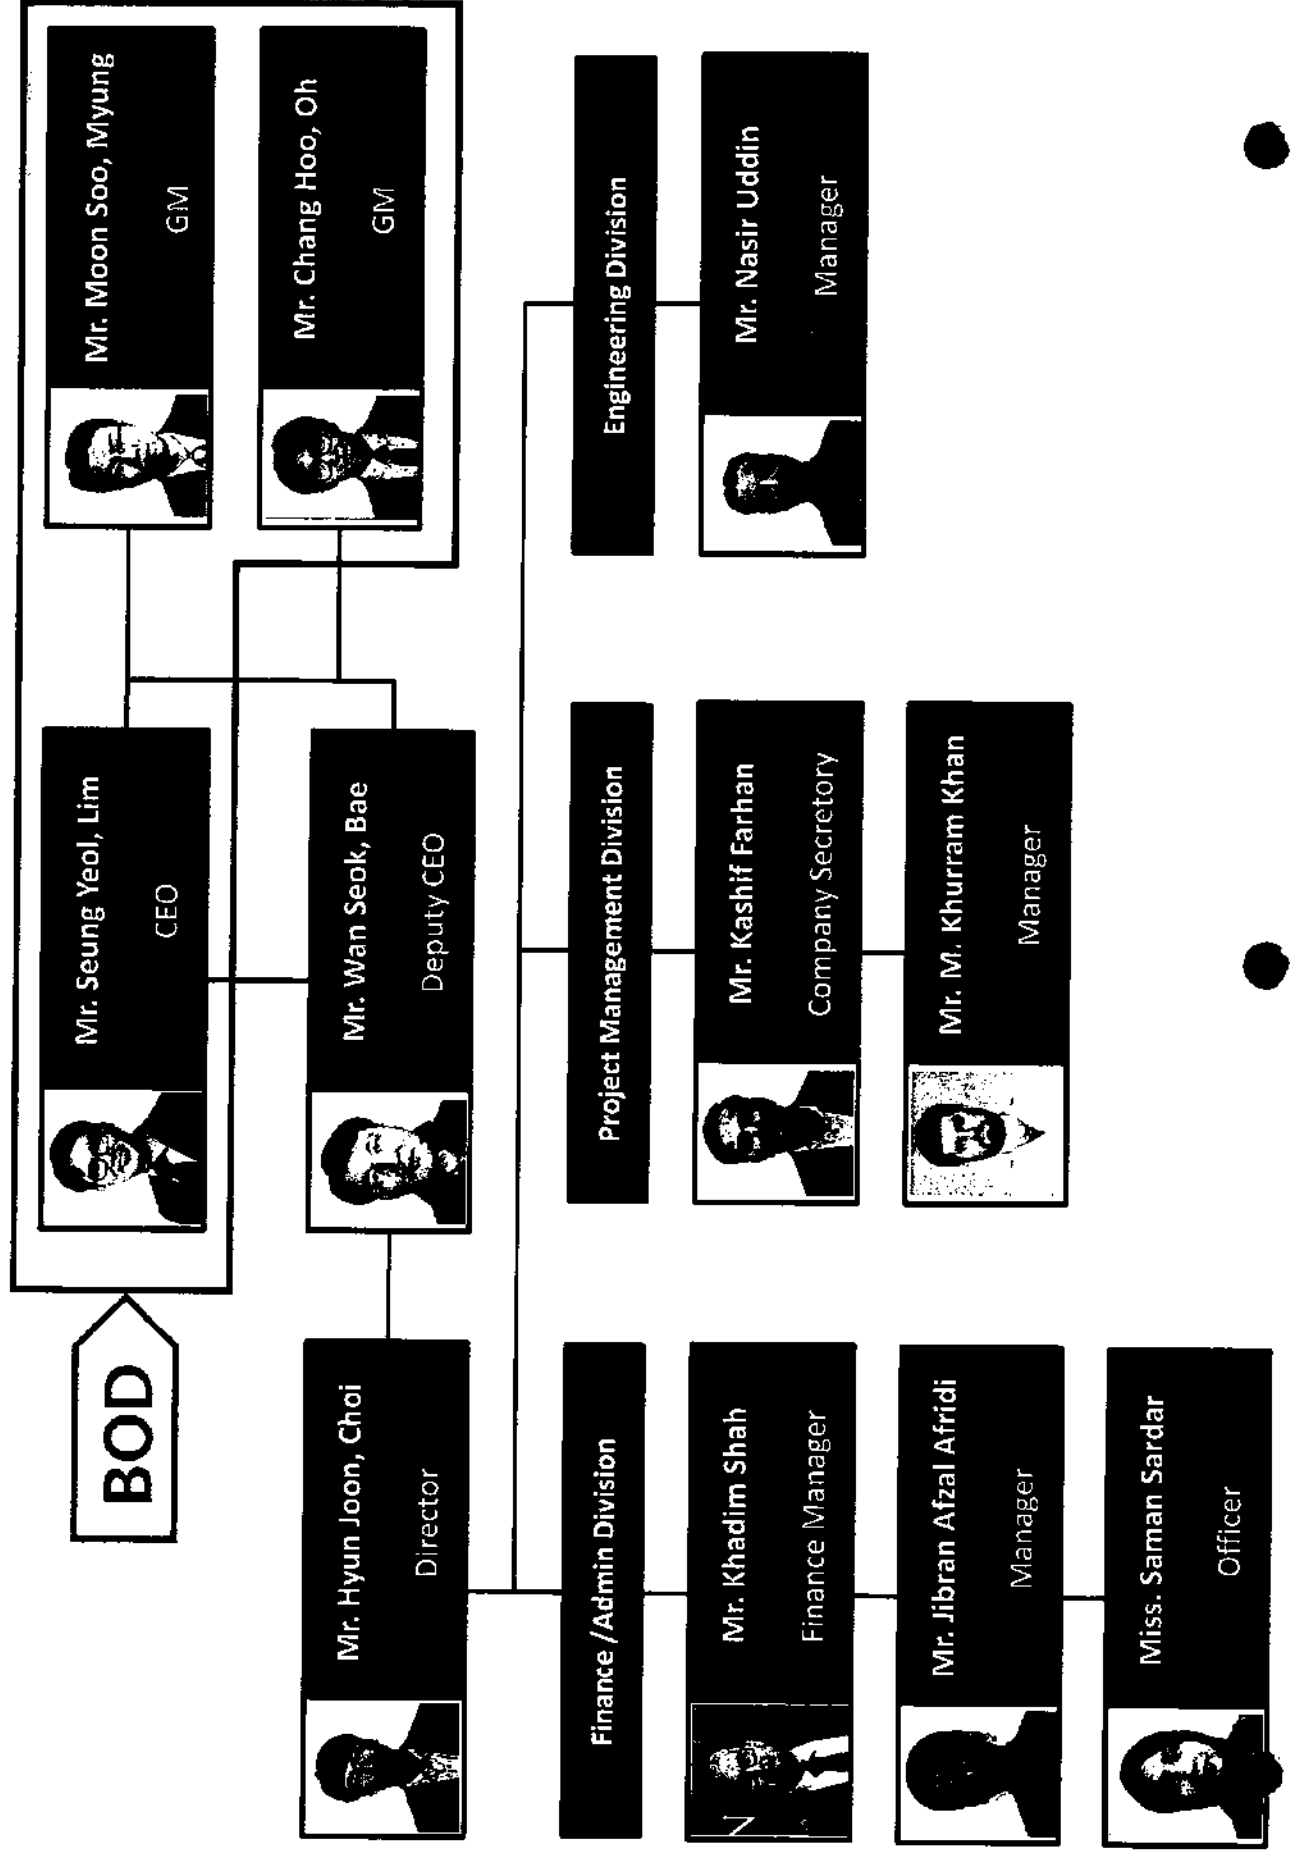 BOD
Mr. Seung Yeol, Lim
CEO
Mr. Moon Soo, Myung
GM
Mr. Chang Hoo, Oh
GM
Mr. Hyun Joon, Choi
Director
Mr. Wan Seok, Bae
Deputy CEO
Finance /Admin Division
Project Management Division
Engineering Division
Mr. Khadim Shah
Finance Manager
Mr. Kashif Farhan
Company Secretory
Mr. Nasir Uddin
Manager
Mr. Jibran Afzal Afridi
Manager
Mr. M. Khurram Khan
Manager
Miss. Saman Sardar
Officer